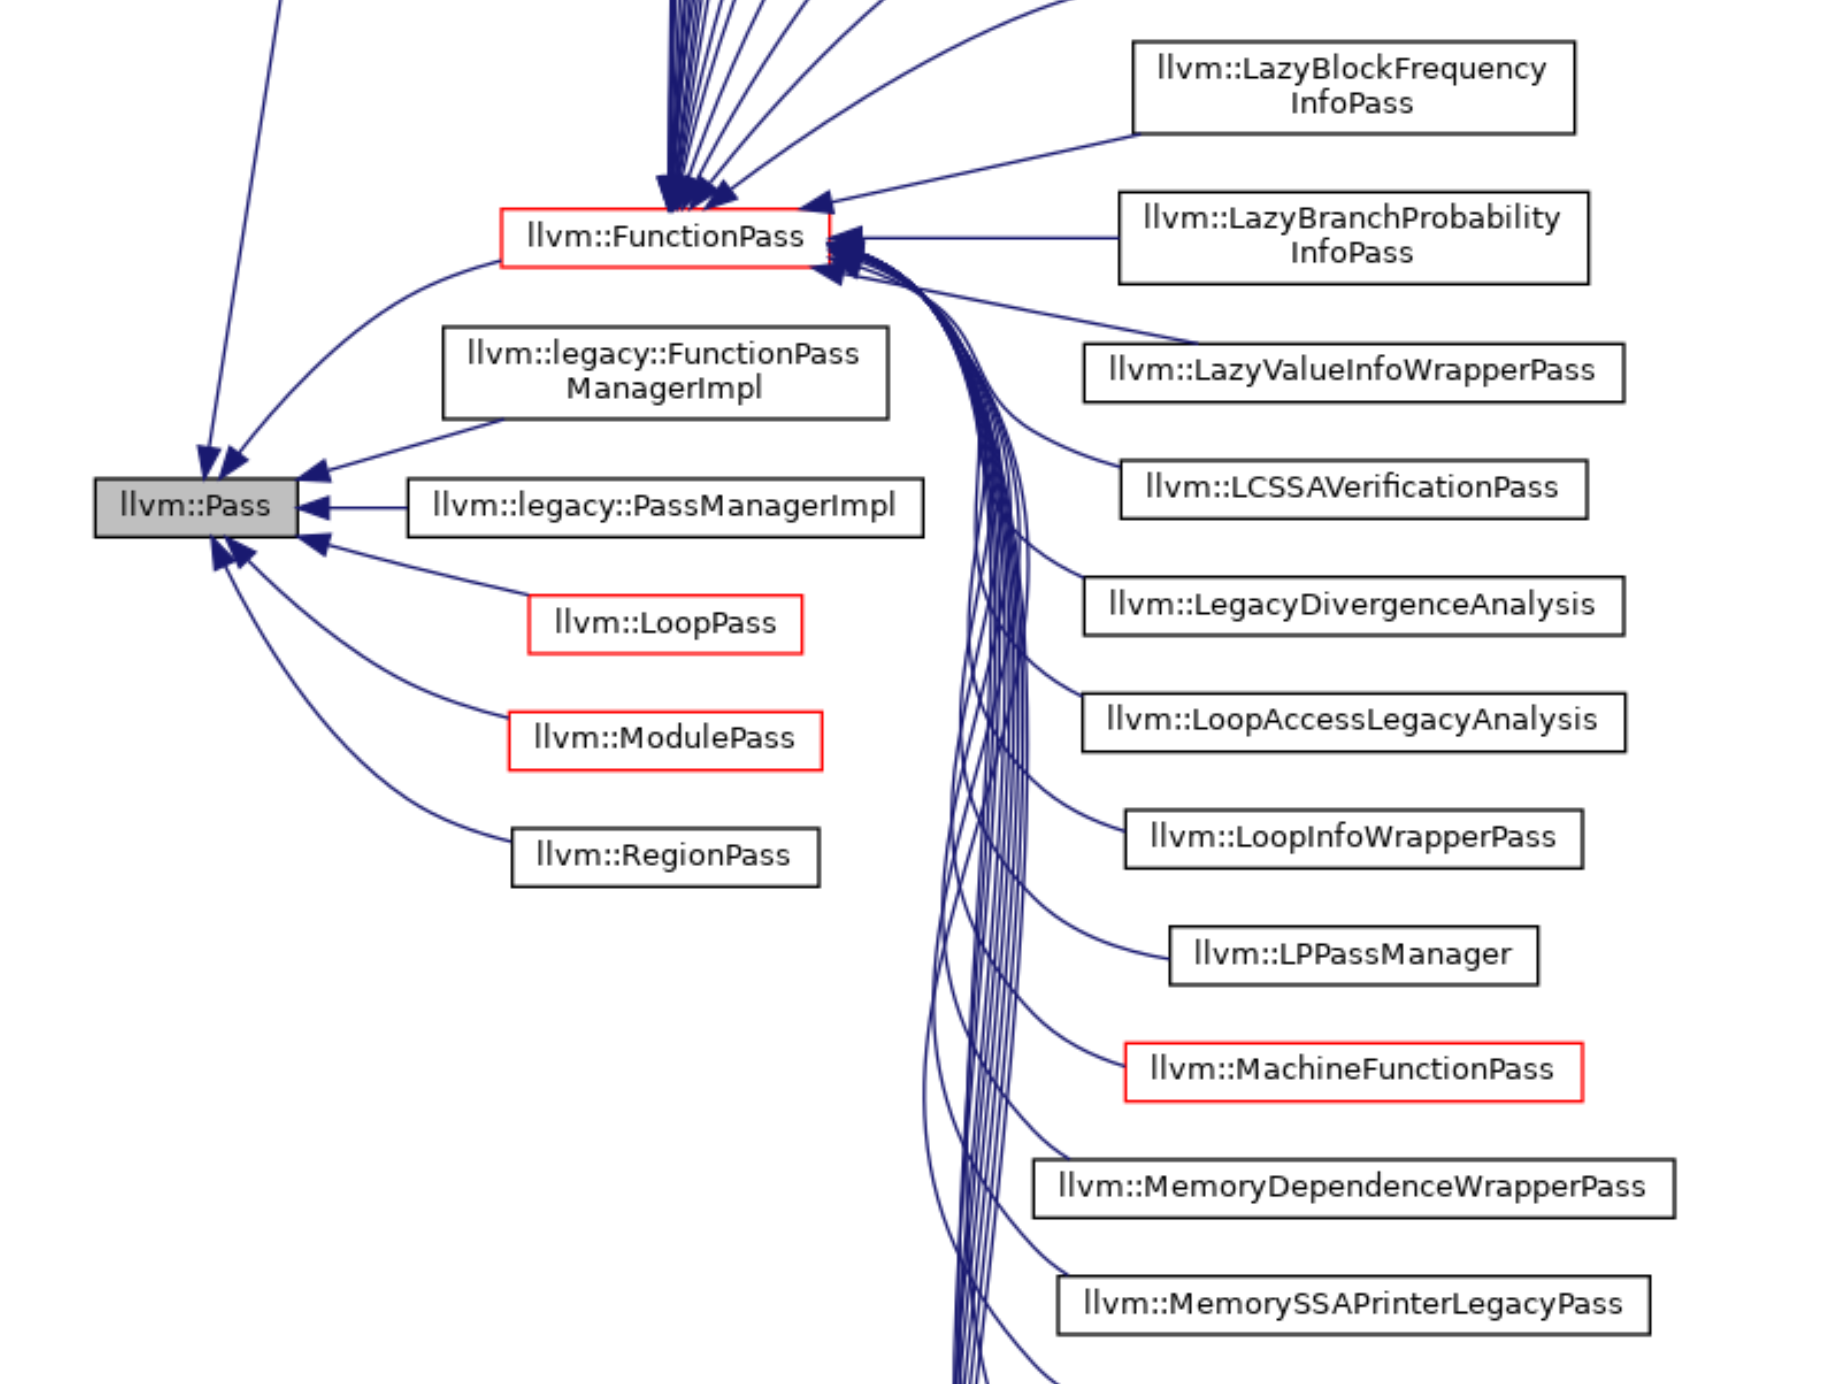 llvm::LazyBlockFrequency
InfoPass
llvm::LazyBranchProbability
InfoPass
llvm::FunctionPass
llvm::legacy::FunctionPass
ManagerImpl
llvm::LazyValueInfoWrapperPass
llvm::LCSSAVerificationPass
llvm::Pass
llvm::legacy::PassManagerImpl
llvm::LegacyDivergenceAnalysis
llvm::LoopPass
llvm::LoopAccessLegacyAnalysis
llvm::ModulePass
llvm::LoopInfoWrapperPass
llvm::RegionPass
llvm::LPPassManager
llvm::MachineFunctionPass
llvm::MemoryDependenceWrapperPass
llvm::MemorySSAPrinterLegacyPass